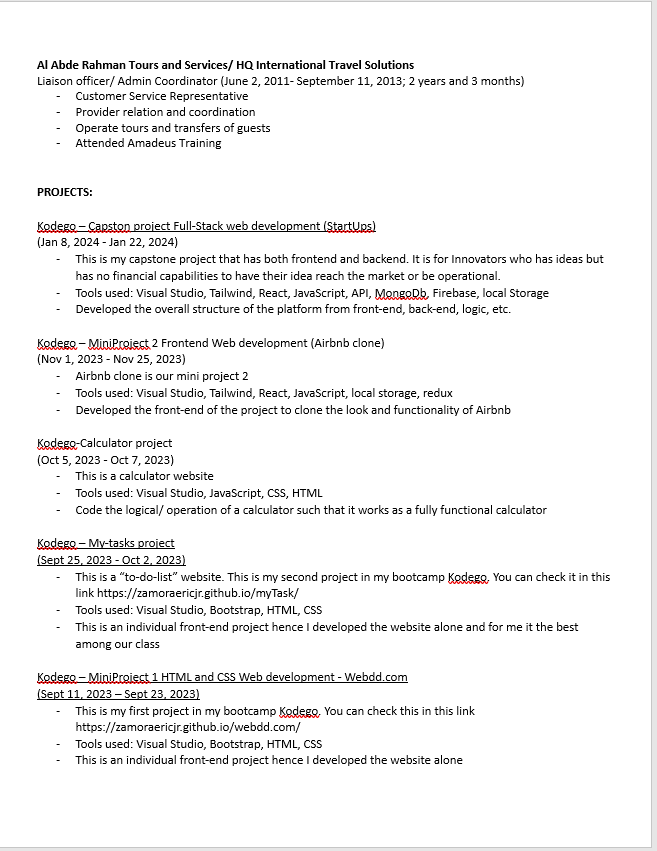 Al Abde Rahman Tours and Services/ HQ International Travel Solutions
Liaison officer/ Admin Coordinator (June 2, 2011- September 11, 2013; 2 years and 3 months)
- Customer Service Representative
- Provider relation and coordination
- Operate tours and transfers of guests
- Attended Amadeus Training
PROJECTS:
Kodego – Capston project Full-Stack web development (StartUps)
(Jan 8, 2024 - Jan 22, 2024)
- This is my capstone project that has both frontend and backend. It is for Innovators who has ideas but
has no financial capabilities to have their idea reach the market or be operational.
- Tools used: Visual Studio, Tailwind, React, JavaScript, API, MongoDb, Firebase, local Storage
- Developed the overall structure of the platform from front-end, back-end, logic, etc.
Kodego – MiniProject 2 Frontend Web development (Airbnb clone)
(Nov 1, 2023 - Nov 25, 2023)
- Airbnb clone is our mini project 2
- Tools used: Visual Studio, Tailwind, React, JavaScript, local storage, redux
- Developed the front-end of the project to clone the look and functionality of Airbnb
Kodego-Calculator project
(Oct 5, 2023 - Oct 7, 2023)
- This is a calculator website
- Tools used: Visual Studio, JavaScript, CSS, HTML
- Code the logical/ operation of a calculator such that it works as a fully functional calculator
Kodego – My-tasks project
(Sept 25, 2023 - Oct 2, 2023)
- This is a “to-do-list” website. This is my second project in my bootcamp Kodego. You can check it in this
link https://zamoraericjr.github.io/myTask/
- Tools used: Visual Studio, Bootstrap, HTML, CSS
- This is an individual front-end project hence I developed the website alone and for me it the best
among our class
Kodego – MiniProject 1 HTML and CSS Web development - Webdd.com
(Sept 11, 2023 – Sept 23, 2023)
- This is my first project in my bootcamp Kodego. You can check this in this link
https://zamoraericjr.github.io/webdd.com/
- Tools used: Visual Studio, Bootstrap, HTML, CSS
- This is an individual front-end project hence I developed the website alone